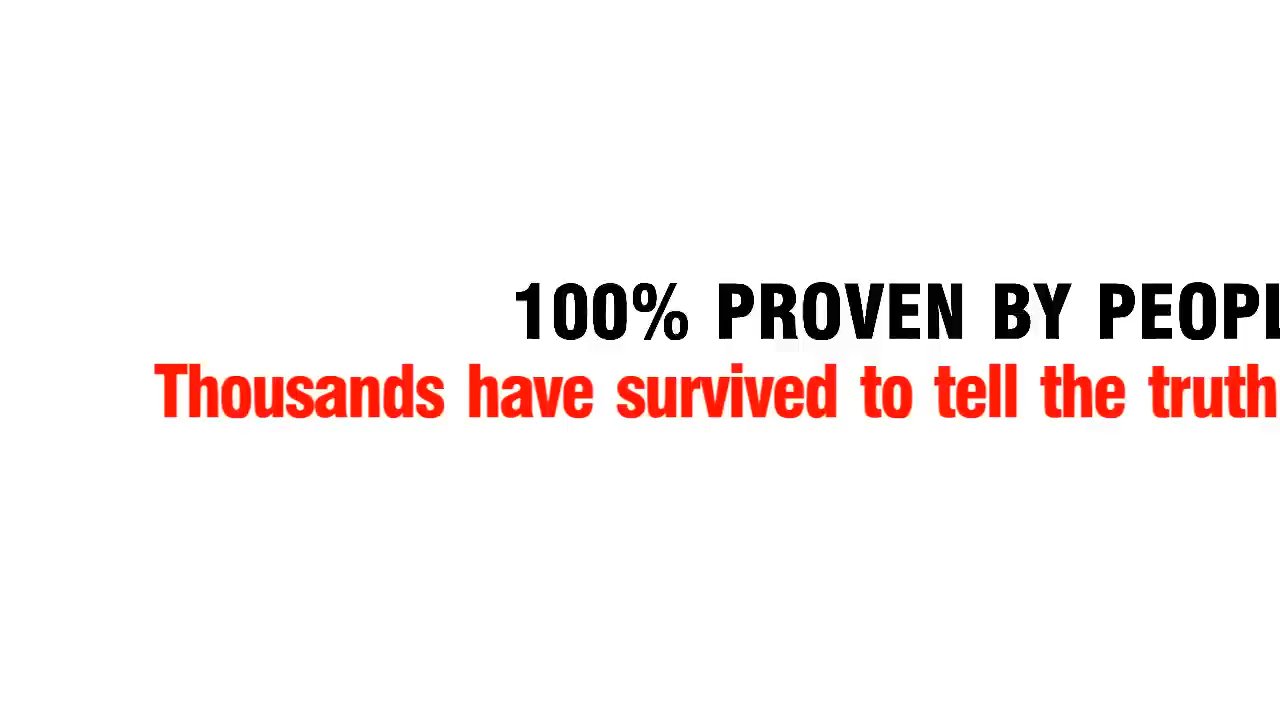 100% PROVEN BY PEOPL
Thousands have survived to tell the truth